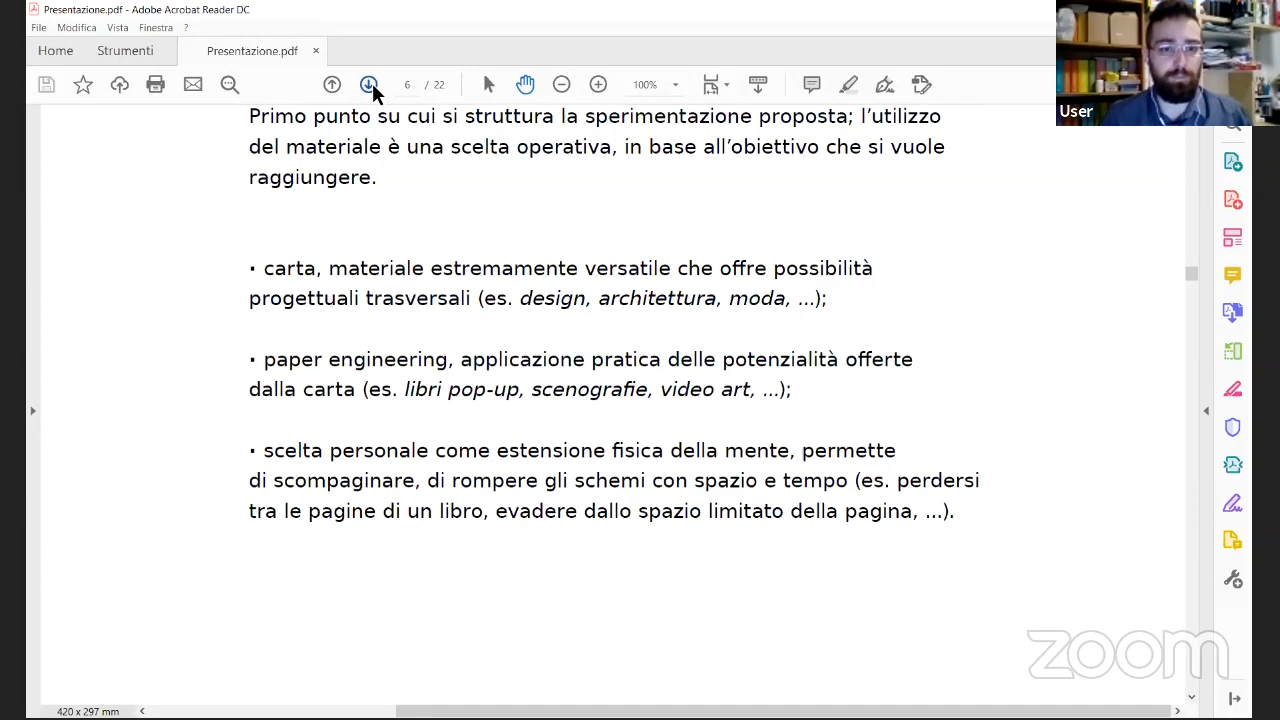 Presentazione.pdf - Adobe Acrobat Reader DC
File Modifica Vista Finestra ?
Home Strumenti Presentazione.pdf ×
6 / 22 100%
User
Primo punto su cui si struttura la sperimentazione proposta; l’utilizzo
del materiale è una scelta operativa, in base all’obiettivo che si vuole
raggiungere.
· carta, materiale estremamente versatile che offre possibilità
progettuali trasversali (es. design, architettura, moda, ...);
· paper engineering, applicazione pratica delle potenzialità offerte
dalla carta (es. libri pop-up, scenografie, video art, ...);
· scelta personale come estensione fisica della mente, permette
di scompaginare, di rompere gli schemi con spazio e tempo (es. perdersi
tra le pagine di un libro, evadere dallo spazio limitato della pagina, ...).
zoom
420 x 297 mm